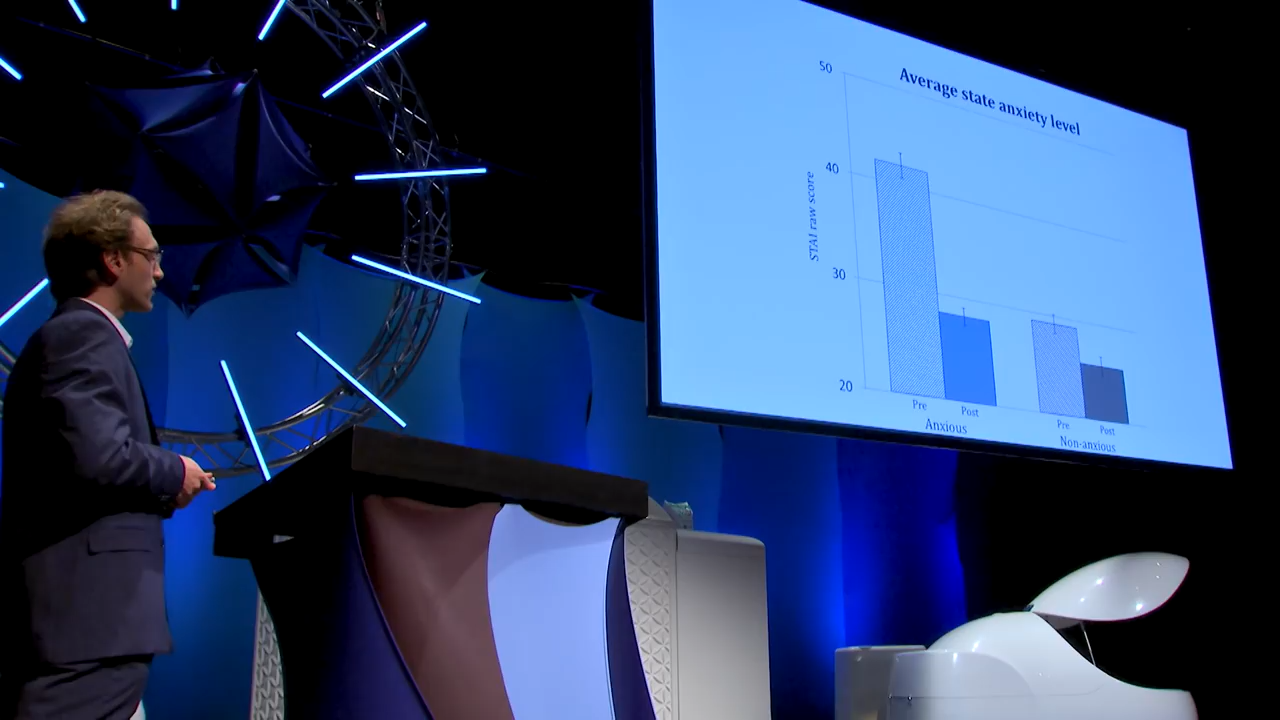 Average state anxiety level
50
40
30
20
STAI raw score
Pre
Post
Pre
Post
Anxious
Non-anxious